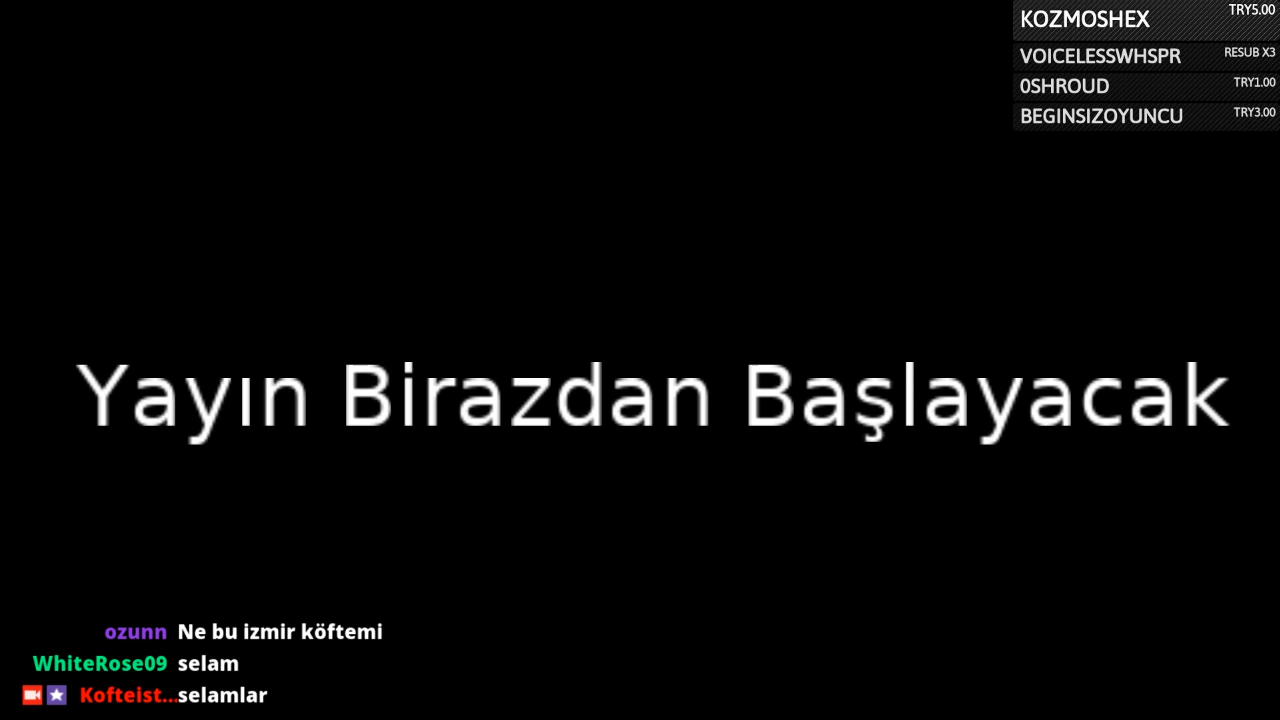 KOZMOSHEX TRY5.00
VOICELESSWHSPR RESUB X3
0SHROUD TRY1.00
BEGINSIZOYUNCU TRY3.00
Yayın Birazdan Başlayacak
ozunn Ne bu izmir köftemi
WhiteRose09 selam
Kofteist... selamlar